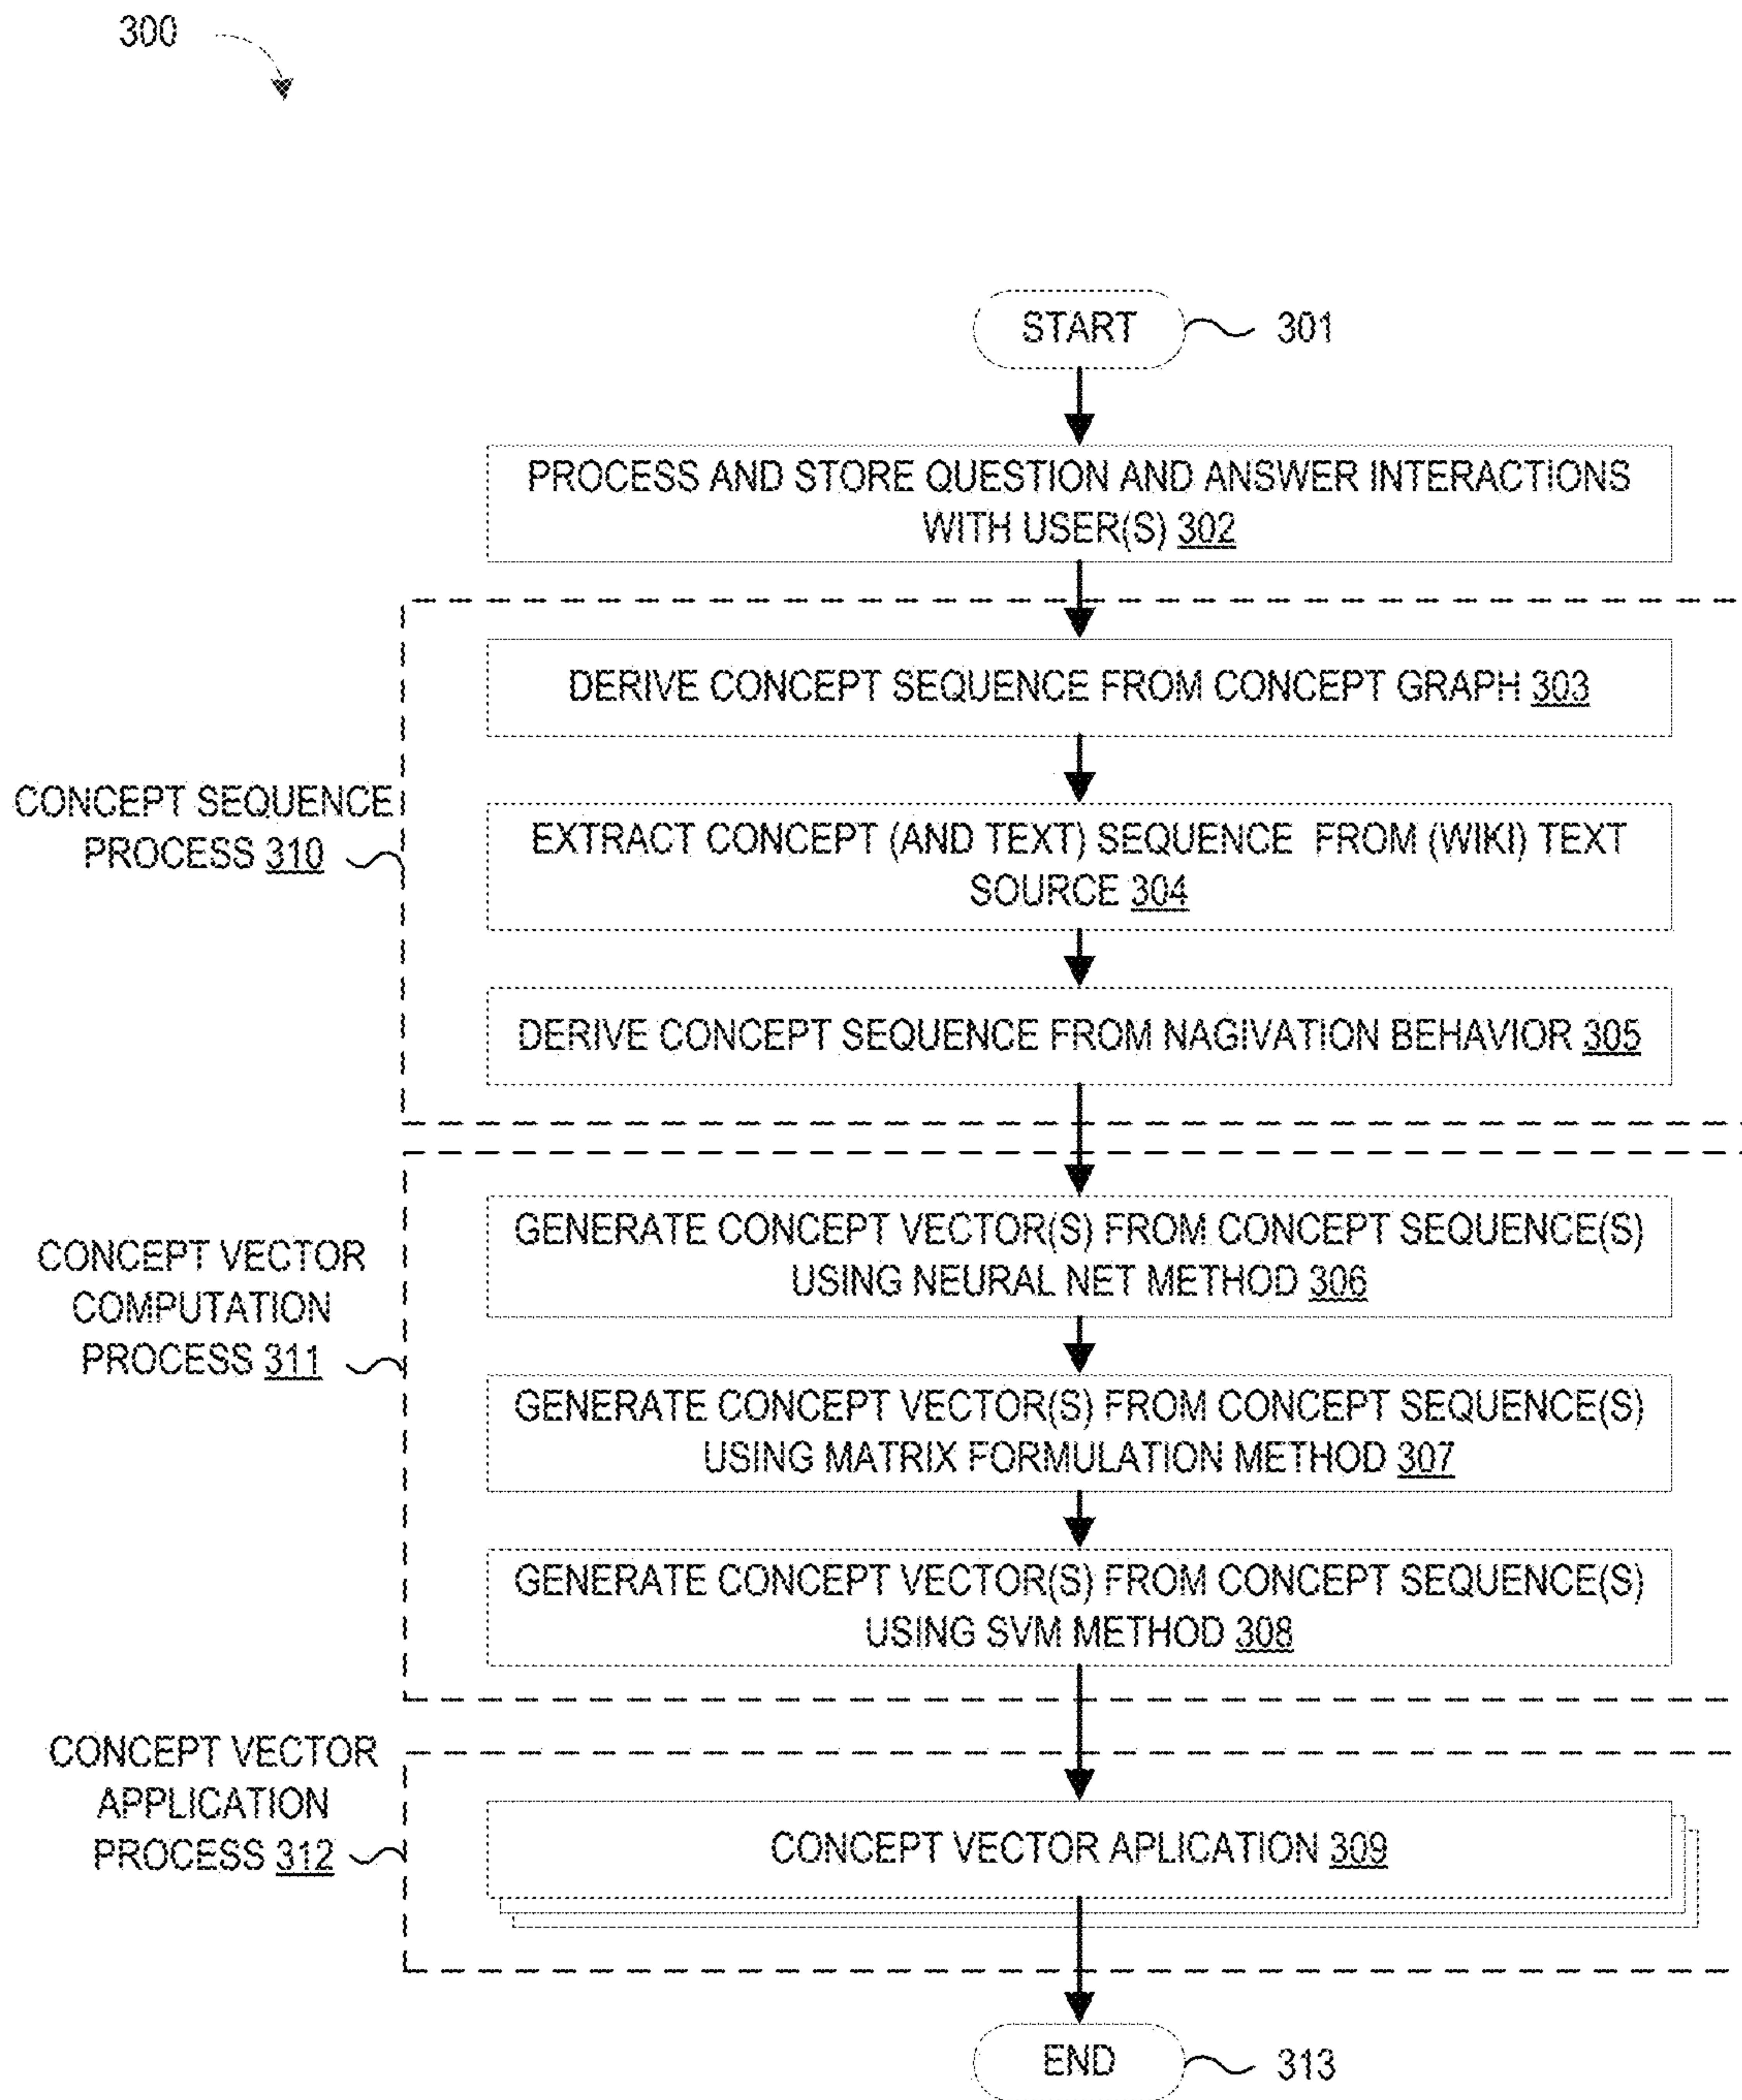 300
START
301
PROCESS AND STORE QUESTION AND ANSWER INTERACTIONS
WITH USER(S) 302
DERIVE CONCEPT SEQUENCE FROM CONCEPT GRAPH 303
CONCEPT SEQUENCE
PROCESS 310
EXTRACT CONCEPT (AND TEXT) SEQUENCE FROM (WIKI) TEXT
SOURCE 304
DERIVE CONCEPT SEQUENCE FROM NAGIVATION BEHAVIOR 305
CONCEPT VECTOR
COMPUTATION
PROCESS 311
GENERATE CONCEPT VECTOR(S) FROM CONCEPT SEQUENCE(S)
USING NEURAL NET METHOD 306
GENERATE CONCEPT VECTOR(S) FROM CONCEPT SEQUENCE(S)
USING MATRIX FORMULATION METHOD 307
GENERATE CONCEPT VECTOR(S) FROM CONCEPT SEQUENCE(S)
USING SVM METHOD 308
CONCEPT VECTOR
APPLICATION
PROCESS 312
CONCEPT VECTOR APLICATION 309
END
313